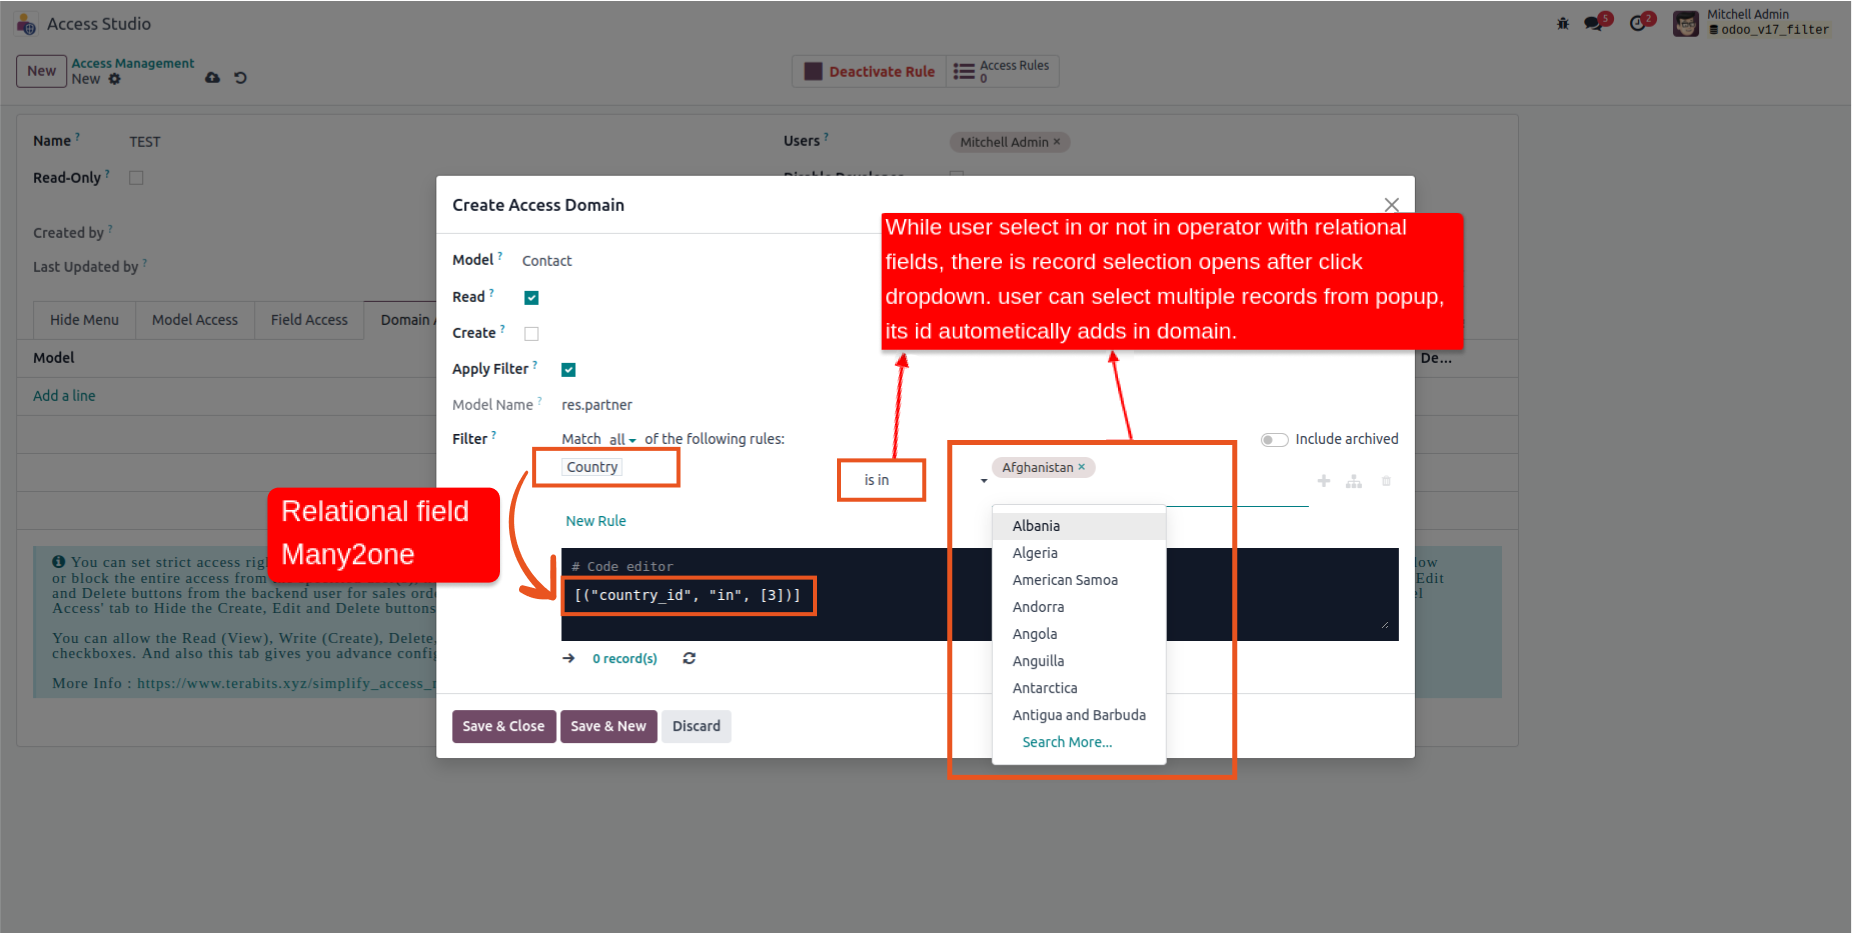 Access Studio
5
2
Mitchell Admin
odoo_v17_filter
New
Access Management
New
Deactivate Rule
Access Rules
0
Name ?
TEST
Users ?
Mitchell Admin ×
Read-Only ?
Created by ?
Last Updated by ?
Hide Menu
Model Access
Field Access
Domain
Model
De...
Add a line
Create Access Domain
While user select in or not in operator with relational
fields, there is record selection opens after click
dropdown. user can select multiple records from popup,
its id autometically adds in domain.
Model ?
Contact
Read ?
Create ?
Apply Filter ?
Model Name ?
res.partner
Filter ?
Match all of the following rules:
Include archived
Country
is in
Afghanistan ×
New Rule
Relational field
Many2one
# Code editor
[("country_id", "in", [3])]
0 record(s)
Albania
Algeria
American Samoa
Andorra
Angola
Anguilla
Antarctica
Antigua and Barbuda
Search More...
Save & Close
Save & New
Discard
You can set strict access rig
or block the entire access from
and Delete buttons from the backend user for sales ord
Access' tab to Hide the Create, Edit and Delete buttons
You can allow the Read (View), Write (Create), Delete,
checkboxes. And also this tab gives you advance config
More Info : https://www.terabits.xyz/simplify_access_
Edit